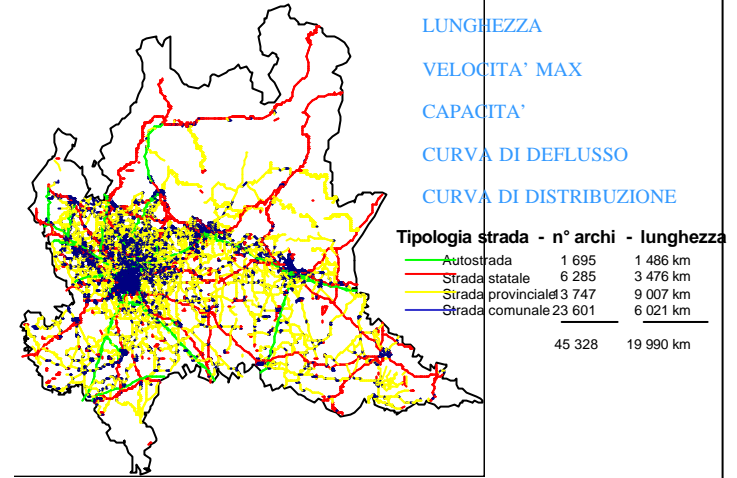 LUNGHEZZA
VELOCITA' MAX
CAPACITA'
CURVA DI DEFLUSSO
CURVA DI DISTRIBUZIONE
Tipologia strada - n° archi - lunghezza
Autostrada 1 695 1 486 km
Strada statale 6 285 3 476 km
Strada provinciale 13 747 9 007 km
Strada comunale 23 601 6 021 km
45 328 19 990 km